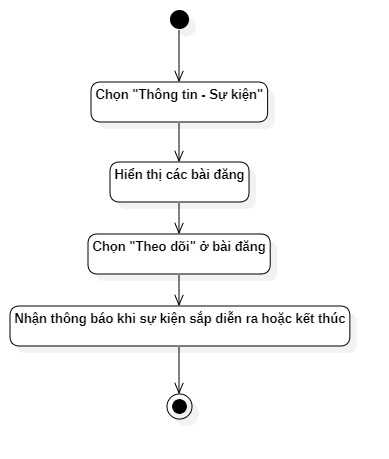 Chọn "Thông tin - Sự kiện"
Hiển thị các bài đăng
Chọn "Theo dõi" ở bài đăng
Nhận thông báo khi sự kiện sắp diễn ra hoặc kết thúc